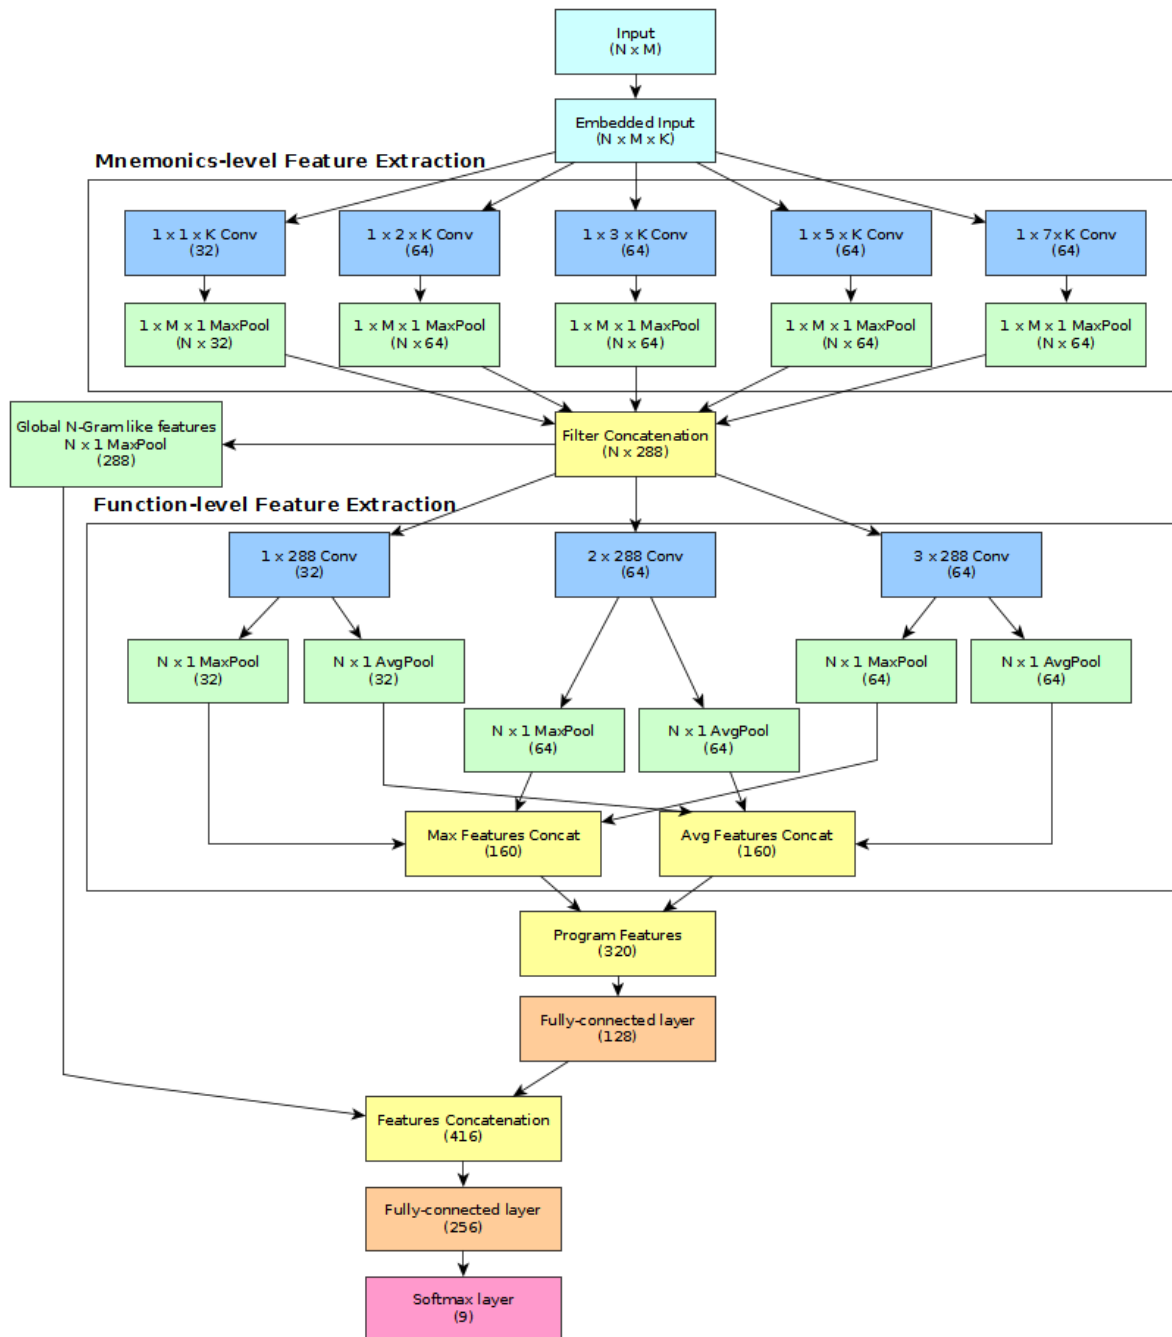 Input
(N x M)
Embedded Input
(N x M x K)
Mnemonics-level Feature Extraction
1 x 1 x K Conv
(32)
1 x 2 x K Conv
(64)
1 x 3 x K Conv
(64)
1 x 5 x K Conv
(64)
1 x 7x K Conv
(64)
1 x M x 1 MaxPool
(N x 32)
1 x M x 1 MaxPool
(N x 64)
1 x M x 1 MaxPool
(N x 64)
1 x M x 1 MaxPool
(N x 64)
1 x M x 1 MaxPool
(N x 64)
Global N-Gram like features
N x 1 MaxPool
(288)
Filter Concatenation
(N x 288)
Function-level Feature Extraction
1 x 288 Conv
(32)
2 x 288 Conv
(64)
3 x 288 Conv
(64)
N x 1 MaxPool
(32)
N x 1 AvgPool
(32)
N x 1 MaxPool
(64)
N x 1 AvgPool
(64)
N x 1 MaxPool
(64)
N x 1 AvgPool
(64)
Max Features Concat
(160)
Avg Features Concat
(160)
Program Features
(320)
Fully-connected layer
(128)
Features Concatenation
(416)
Fully-connected layer
(256)
Softmax layer
(9)